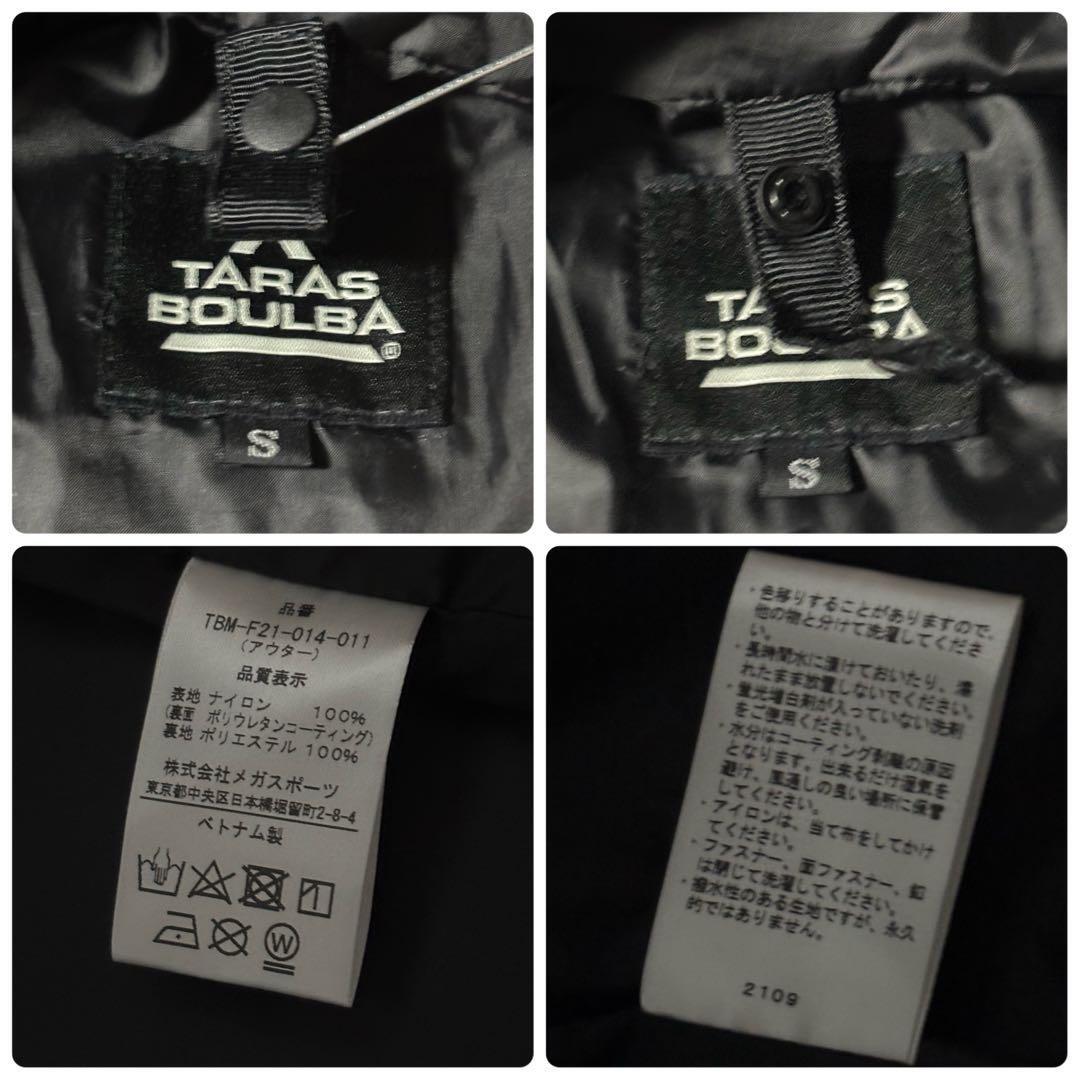 TARAS
BOULBA
S
TA S
BO BA
S
品番
TBM-F21-014-011
(アウター)
品質表示
表地 ナイロン 100%
(裏面 ポリウレタンコーティング)
裏地 ポリエステル 100%
株式会社メガスポーツ
東京都中央区日本橋堀留町2-8-4
ベトナム製
W
・色移りすることがありますので、
他の物と分けて洗濯してくださ
い。
・長時間水に漬けておいたり、濡
れたまま放置しないでください。
・蛍光増白剤が入っていない洗剤
をご使用ください。
・水分はコーティング剥離の原因
となります。出来るだけ湿気を
避け、風通しの良い場所に保管
してください。
・アイロンは、当て布をしてかけ
てください。
・ファスナー、面ファスナー、釦
は閉じて洗濯してください。
・撥水性のある生地ですが、永久
的ではありません。
2109